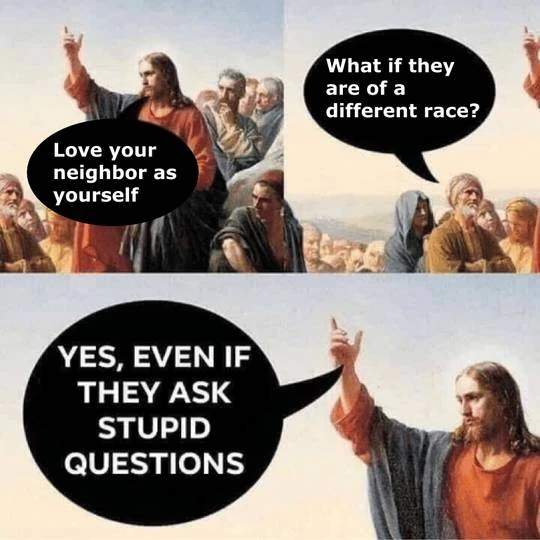 Love your
neighbor as
yourself
What if they
are of a
different race?
YES, EVEN IF
THEY ASK
STUPID
QUESTIONS